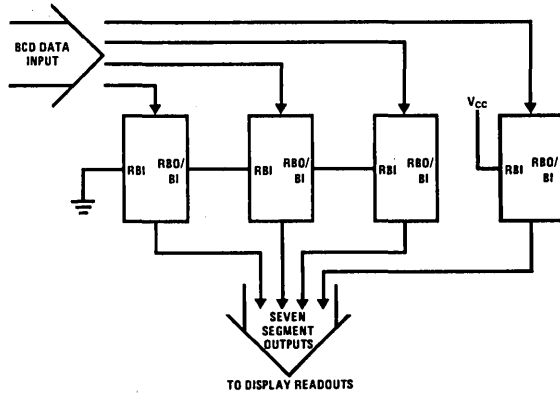 BCD DATA
INPUT
VCC
RBI
RBO/
BI
RBI
RBO/
BI
RBI
RBO/
BI
RBI
RBO/
BI
SEVEN
SEGMENT
OUTPUTS
TO DISPLAY READOUTS